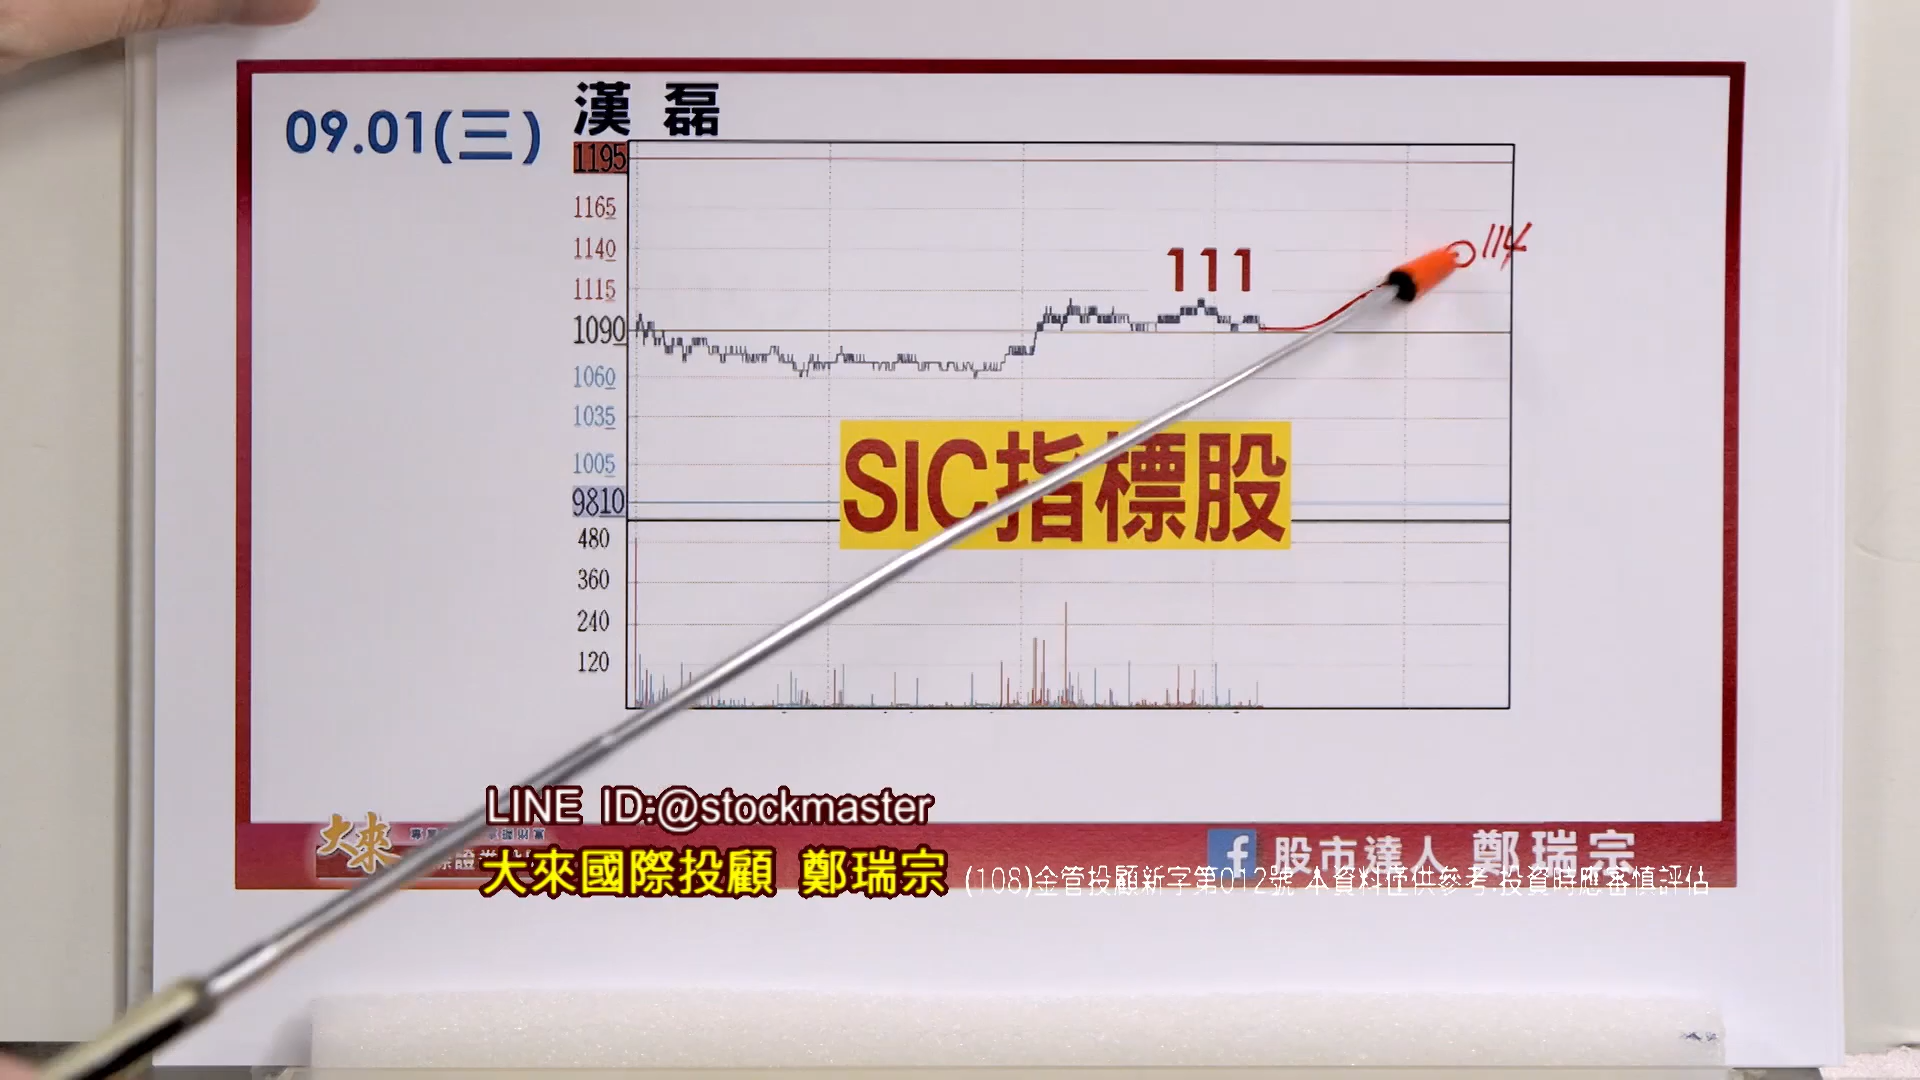 09.01(三)
漢磊
1195
1165
1140
1115
1090
1060
1035
1005
9810
480
360
240
120
111
114
SIC指標股
LINE ID:@stockmaster
大來
大來國際投顧 鄭瑞宗
股市達人 鄭瑞宗
(108)金管投顧新字第012號 本資料僅供參考.投資時應審慎評估